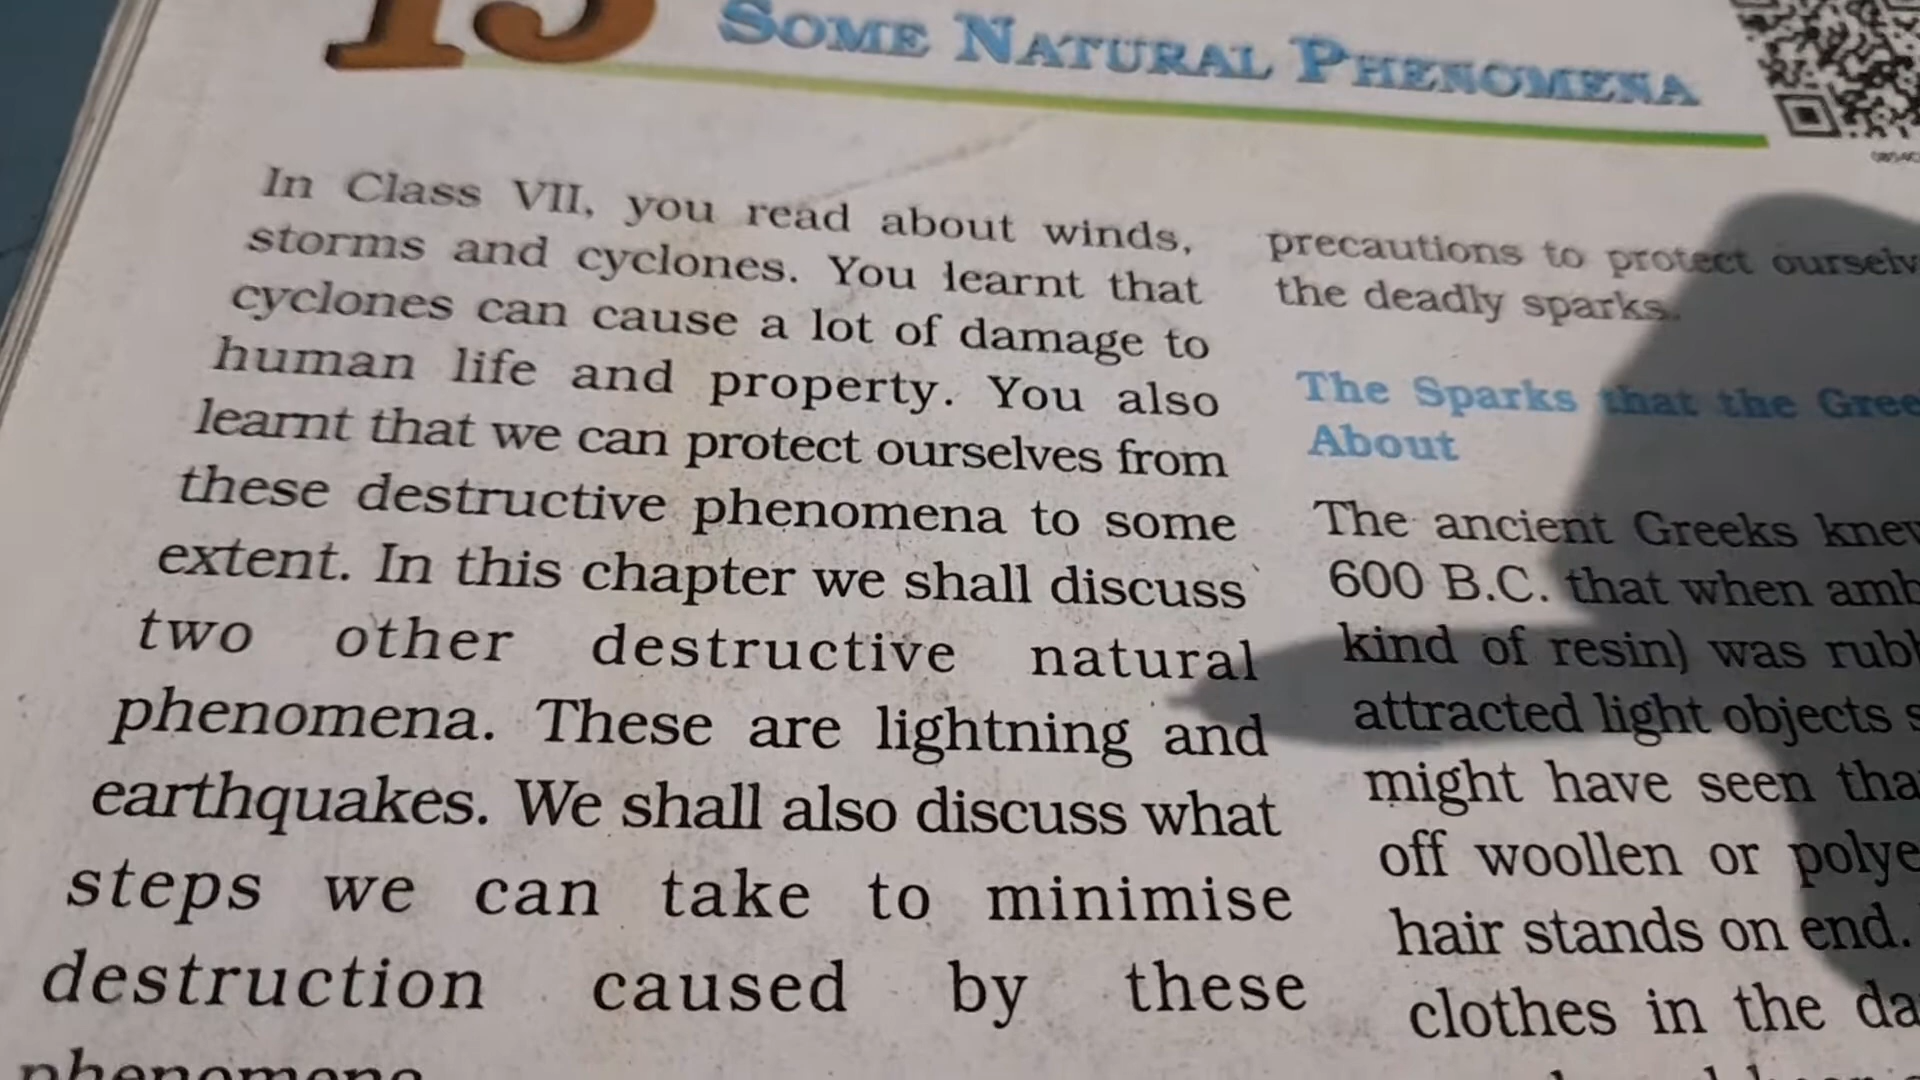 SOME NATURAL PHENOMENA
In Class VII, you read about winds,
storms and cyclones. You learnt that
cyclones can cause a lot of damage to
human life and property. You also
learnt that we can protect ourselves from
these destructive phenomena to some
extent. In this chapter we shall discuss
two other destructive natural
phenomena. These are lightning and
earthquakes. We shall also discuss what
steps we can take to minimise
destruction caused by these
phenomena
precautions to protect
the deadly sparks.
The Sparks that the
About
The ancient Greeks
600 B.C. that when
kind of resin) was
attracted light objects
might have seen
off woollen or
hair stands on end.
clothes in the